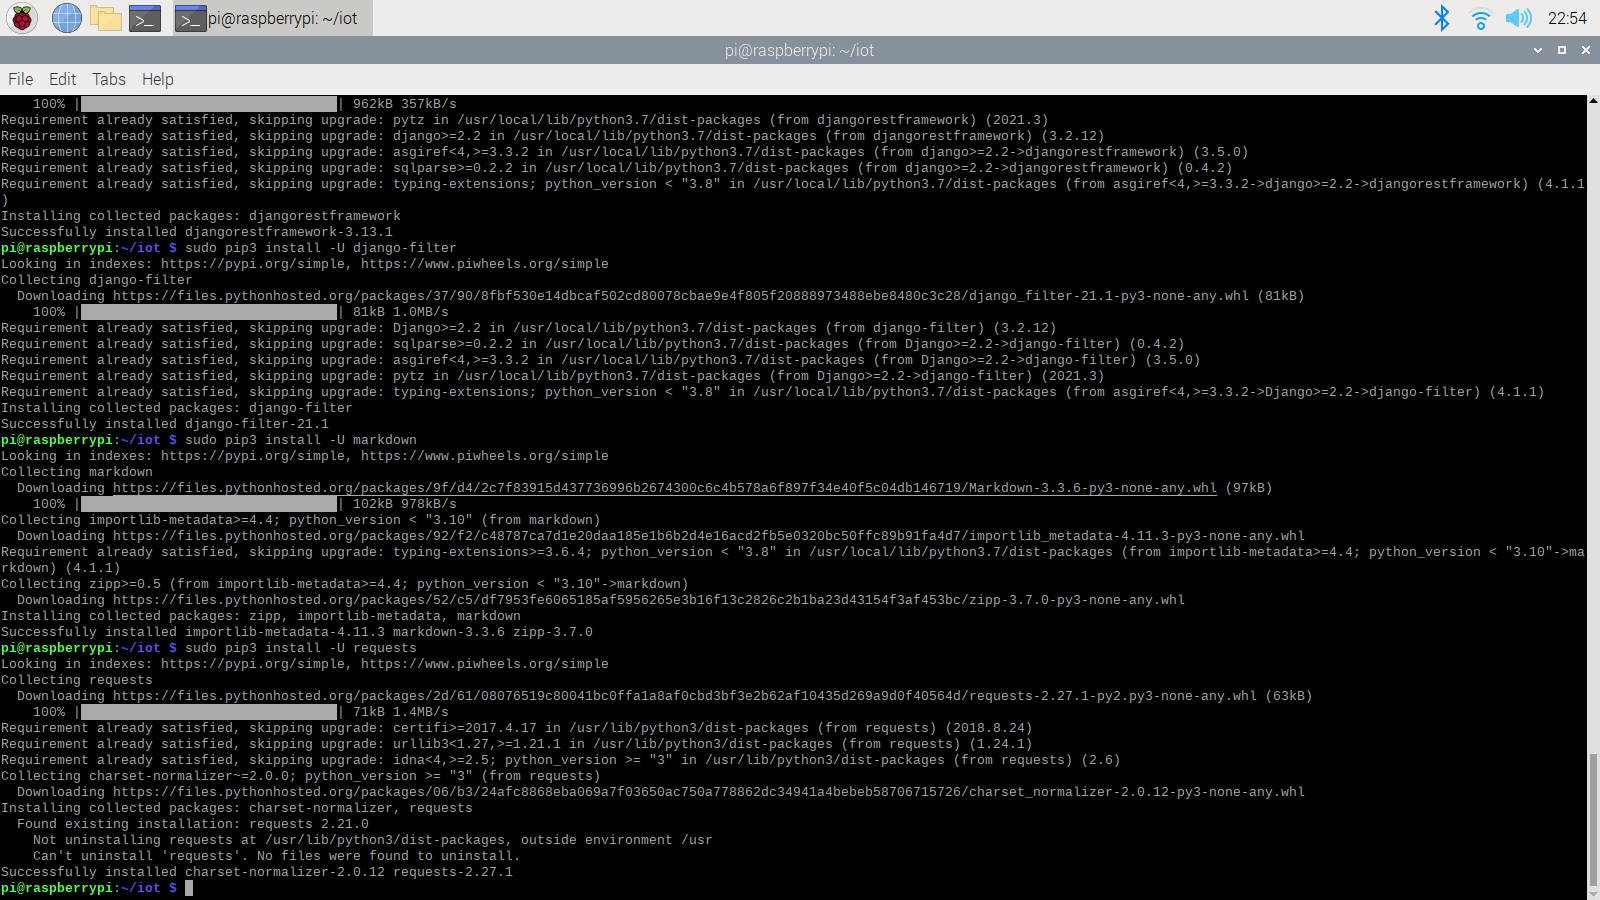 pi@raspberrypi: ~/iot
22:54
pi@raspberrypi: ~/iot
File Edit Tabs Help
100% | | 962kB 357kB/s
Requirement already satisfied, skipping upgrade: pytz in /usr/local/lib/python3.7/dist-packages (from djangorestframework) (2021.3)
Requirement already satisfied, skipping upgrade: django>=2.2 in /usr/local/lib/python3.7/dist-packages (from djangorestframework) (3.2.12)
Requirement already satisfied, skipping upgrade: asgiref<4,>=3.3.2 in /usr/local/lib/python3.7/dist-packages (from django>=2.2->djangorestframework) (3.5.0)
Requirement already satisfied, skipping upgrade: sqlparse>=0.2.2 in /usr/local/lib/python3.7/dist-packages (from django>=2.2->djangorestframework) (0.4.2)
Requirement already satisfied, skipping upgrade: typing-extensions; python_version < "3.8" in /usr/local/lib/python3.7/dist-packages (from asgiref<4,>=3.3.2->django>=2.2->djangorestframework) (4.1.1
)
Installing collected packages: djangorestframework
Successfully installed djangorestframework-3.13.1
pi@raspberrypi:~/iot $ sudo pip3 install -U django-filter
Looking in indexes: https://pypi.org/simple, https://www.piwheels.org/simple
Collecting django-filter
Downloading https://files.pythonhosted.org/packages/37/90/8fbf530e14dbcaf502cd80078cbae9e4f805f20888973488ebe8480c3c28/django_filter-21.1-py3-none-any.whl (81kB)
100% | | 81kB 1.0MB/s
Requirement already satisfied, skipping upgrade: Django>=2.2 in /usr/local/lib/python3.7/dist-packages (from django-filter) (3.2.12)
Requirement already satisfied, skipping upgrade: sqlparse>=0.2.2 in /usr/local/lib/python3.7/dist-packages (from Django>=2.2->django-filter) (0.4.2)
Requirement already satisfied, skipping upgrade: asgiref<4,>=3.3.2 in /usr/local/lib/python3.7/dist-packages (from Django>=2.2->django-filter) (3.5.0)
Requirement already satisfied, skipping upgrade: pytz in /usr/local/lib/python3.7/dist-packages (from Django>=2.2->django-filter) (2021.3)
Requirement already satisfied, skipping upgrade: typing-extensions; python_version < "3.8" in /usr/local/lib/python3.7/dist-packages (from asgiref<4,>=3.3.2->Django>=2.2->django-filter) (4.1.1)
Installing collected packages: django-filter
Successfully installed django-filter-21.1
pi@raspberrypi:~/iot $ sudo pip3 install -U markdown
Looking in indexes: https://pypi.org/simple, https://www.piwheels.org/simple
Collecting markdown
Downloading https://files.pythonhosted.org/packages/9f/d4/2c7f83915d437736996b2674300c6c4b578a6f897f34e40f5c04db146719/Markdown-3.3.6-py3-none-any.whl (97kB)
100% | | 102kB 978kB/s
Collecting importlib-metadata>=4.4; python_version < "3.10" (from markdown)
Downloading https://files.pythonhosted.org/packages/92/f2/c48787ca7d1e20daa185e1b6b2d4e16acd2fb5e0320bc50ffc89b91fa4d7/importlib_metadata-4.11.3-py3-none-any.whl
Requirement already satisfied, skipping upgrade: typing-extensions>=3.6.4; python_version < "3.8" in /usr/local/lib/python3.7/dist-packages (from importlib-metadata>=4.4; python_version < "3.10"->ma
rkdown) (4.1.1)
Collecting zipp>=0.5 (from importlib-metadata>=4.4; python_version < "3.10"->markdown)
Downloading https://files.pythonhosted.org/packages/52/c5/df7953fe6065185af5956265e3b16f13c2826c2b1ba23d43154f3af453bc/zipp-3.7.0-py3-none-any.whl
Installing collected packages: zipp, importlib-metadata, markdown
Successfully installed importlib-metadata-4.11.3 markdown-3.3.6 zipp-3.7.0
pi@raspberrypi:~/iot $ sudo pip3 install -U requests
Looking in indexes: https://pypi.org/simple, https://www.piwheels.org/simple
Collecting requests
Downloading https://files.pythonhosted.org/packages/2d/61/08076519c80041bc0ffa1a8af0cbd3bf3e2b62af10435d269a9d0f40564d/requests-2.27.1-py2.py3-none-any.whl (63kB)
100% | | 71kB 1.4MB/s
Requirement already satisfied, skipping upgrade: certifi>=2017.4.17 in /usr/lib/python3/dist-packages (from requests) (2018.8.24)
Requirement already satisfied, skipping upgrade: urllib3<1.27,>=1.21.1 in /usr/lib/python3/dist-packages (from requests) (1.24.1)
Requirement already satisfied, skipping upgrade: idna<4,>=2.5; python_version >= "3" in /usr/lib/python3/dist-packages (from requests) (2.6)
Collecting charset-normalizer~=2.0.0; python_version >= "3" (from requests)
Downloading https://files.pythonhosted.org/packages/06/b3/24afc8868eba069a7f03650ac750a778862dc34941a4bebeb58706715726/charset_normalizer-2.0.12-py3-none-any.whl
Installing collected packages: charset-normalizer, requests
Found existing installation: requests 2.21.0
Not uninstalling requests at /usr/lib/python3/dist-packages, outside environment /usr
Can't uninstall 'requests'. No files were found to uninstall.
Successfully installed charset-normalizer-2.0.12 requests-2.27.1
pi@raspberrypi:~/iot $